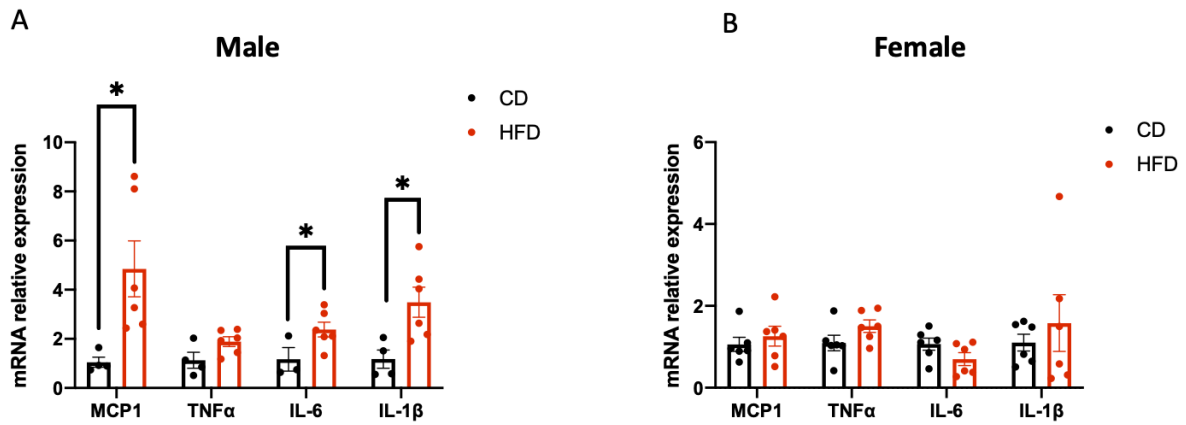 A
Male
*
*
*
CD
HFD
mRNA relative expression
10
8
6
4
2
0
MCP1
TNFα
IL-6
IL-1β
B
Female
CD
HFD
mRNA relative expression
6
4
2
0
MCP1
TNFα
IL-6
IL-1β